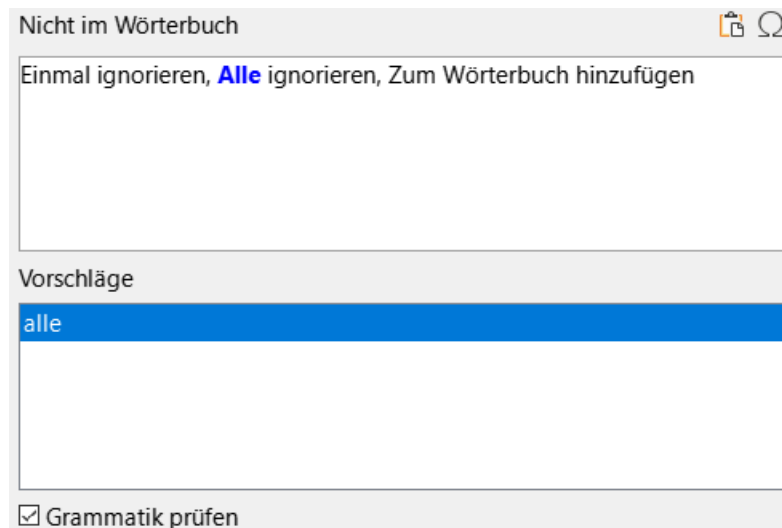 Nicht im Wörterbuch
Einmal ignorieren, Alle ignorieren, Zum Wörterbuch hinzufügen
Vorschläge
alle
Grammatik prüfen